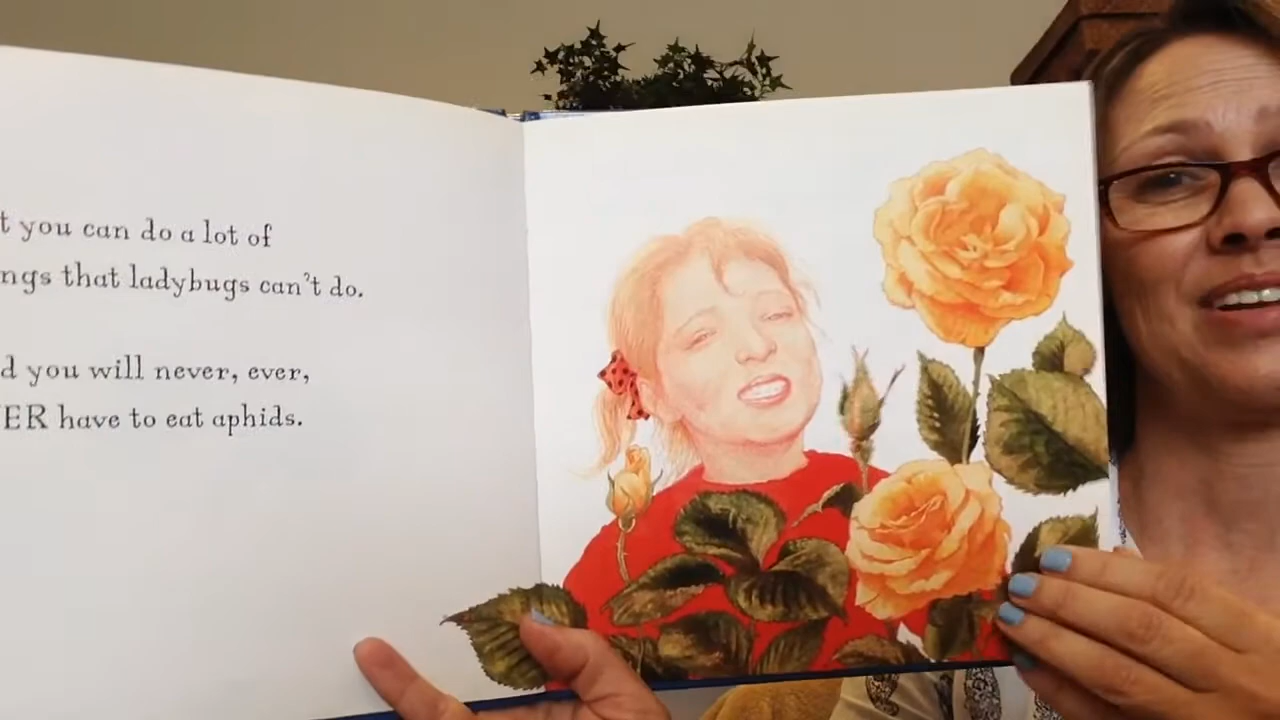 t you can do a lot of
ngs that ladybugs can't do.
d you will never, ever,
ER have to eat aphids.